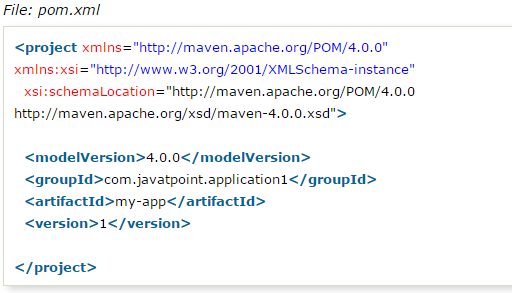 File: pom.xml
<project xmlns="http://maven.apache.org/POM/4.0.0"
xmlns:xsi="http://www.w3.org/2001/XMLSchema-instance"
xsi:schemaLocation="http://maven.apache.org/POM/4.0.0
http://maven.apache.org/xsd/maven-4.0.0.xsd">
<modelVersion>4.0.0</modelVersion>
<groupId>com.javatpoint.application1</groupId>
<artifactId>my-app</artifactId>
<version>1</version>
</project>